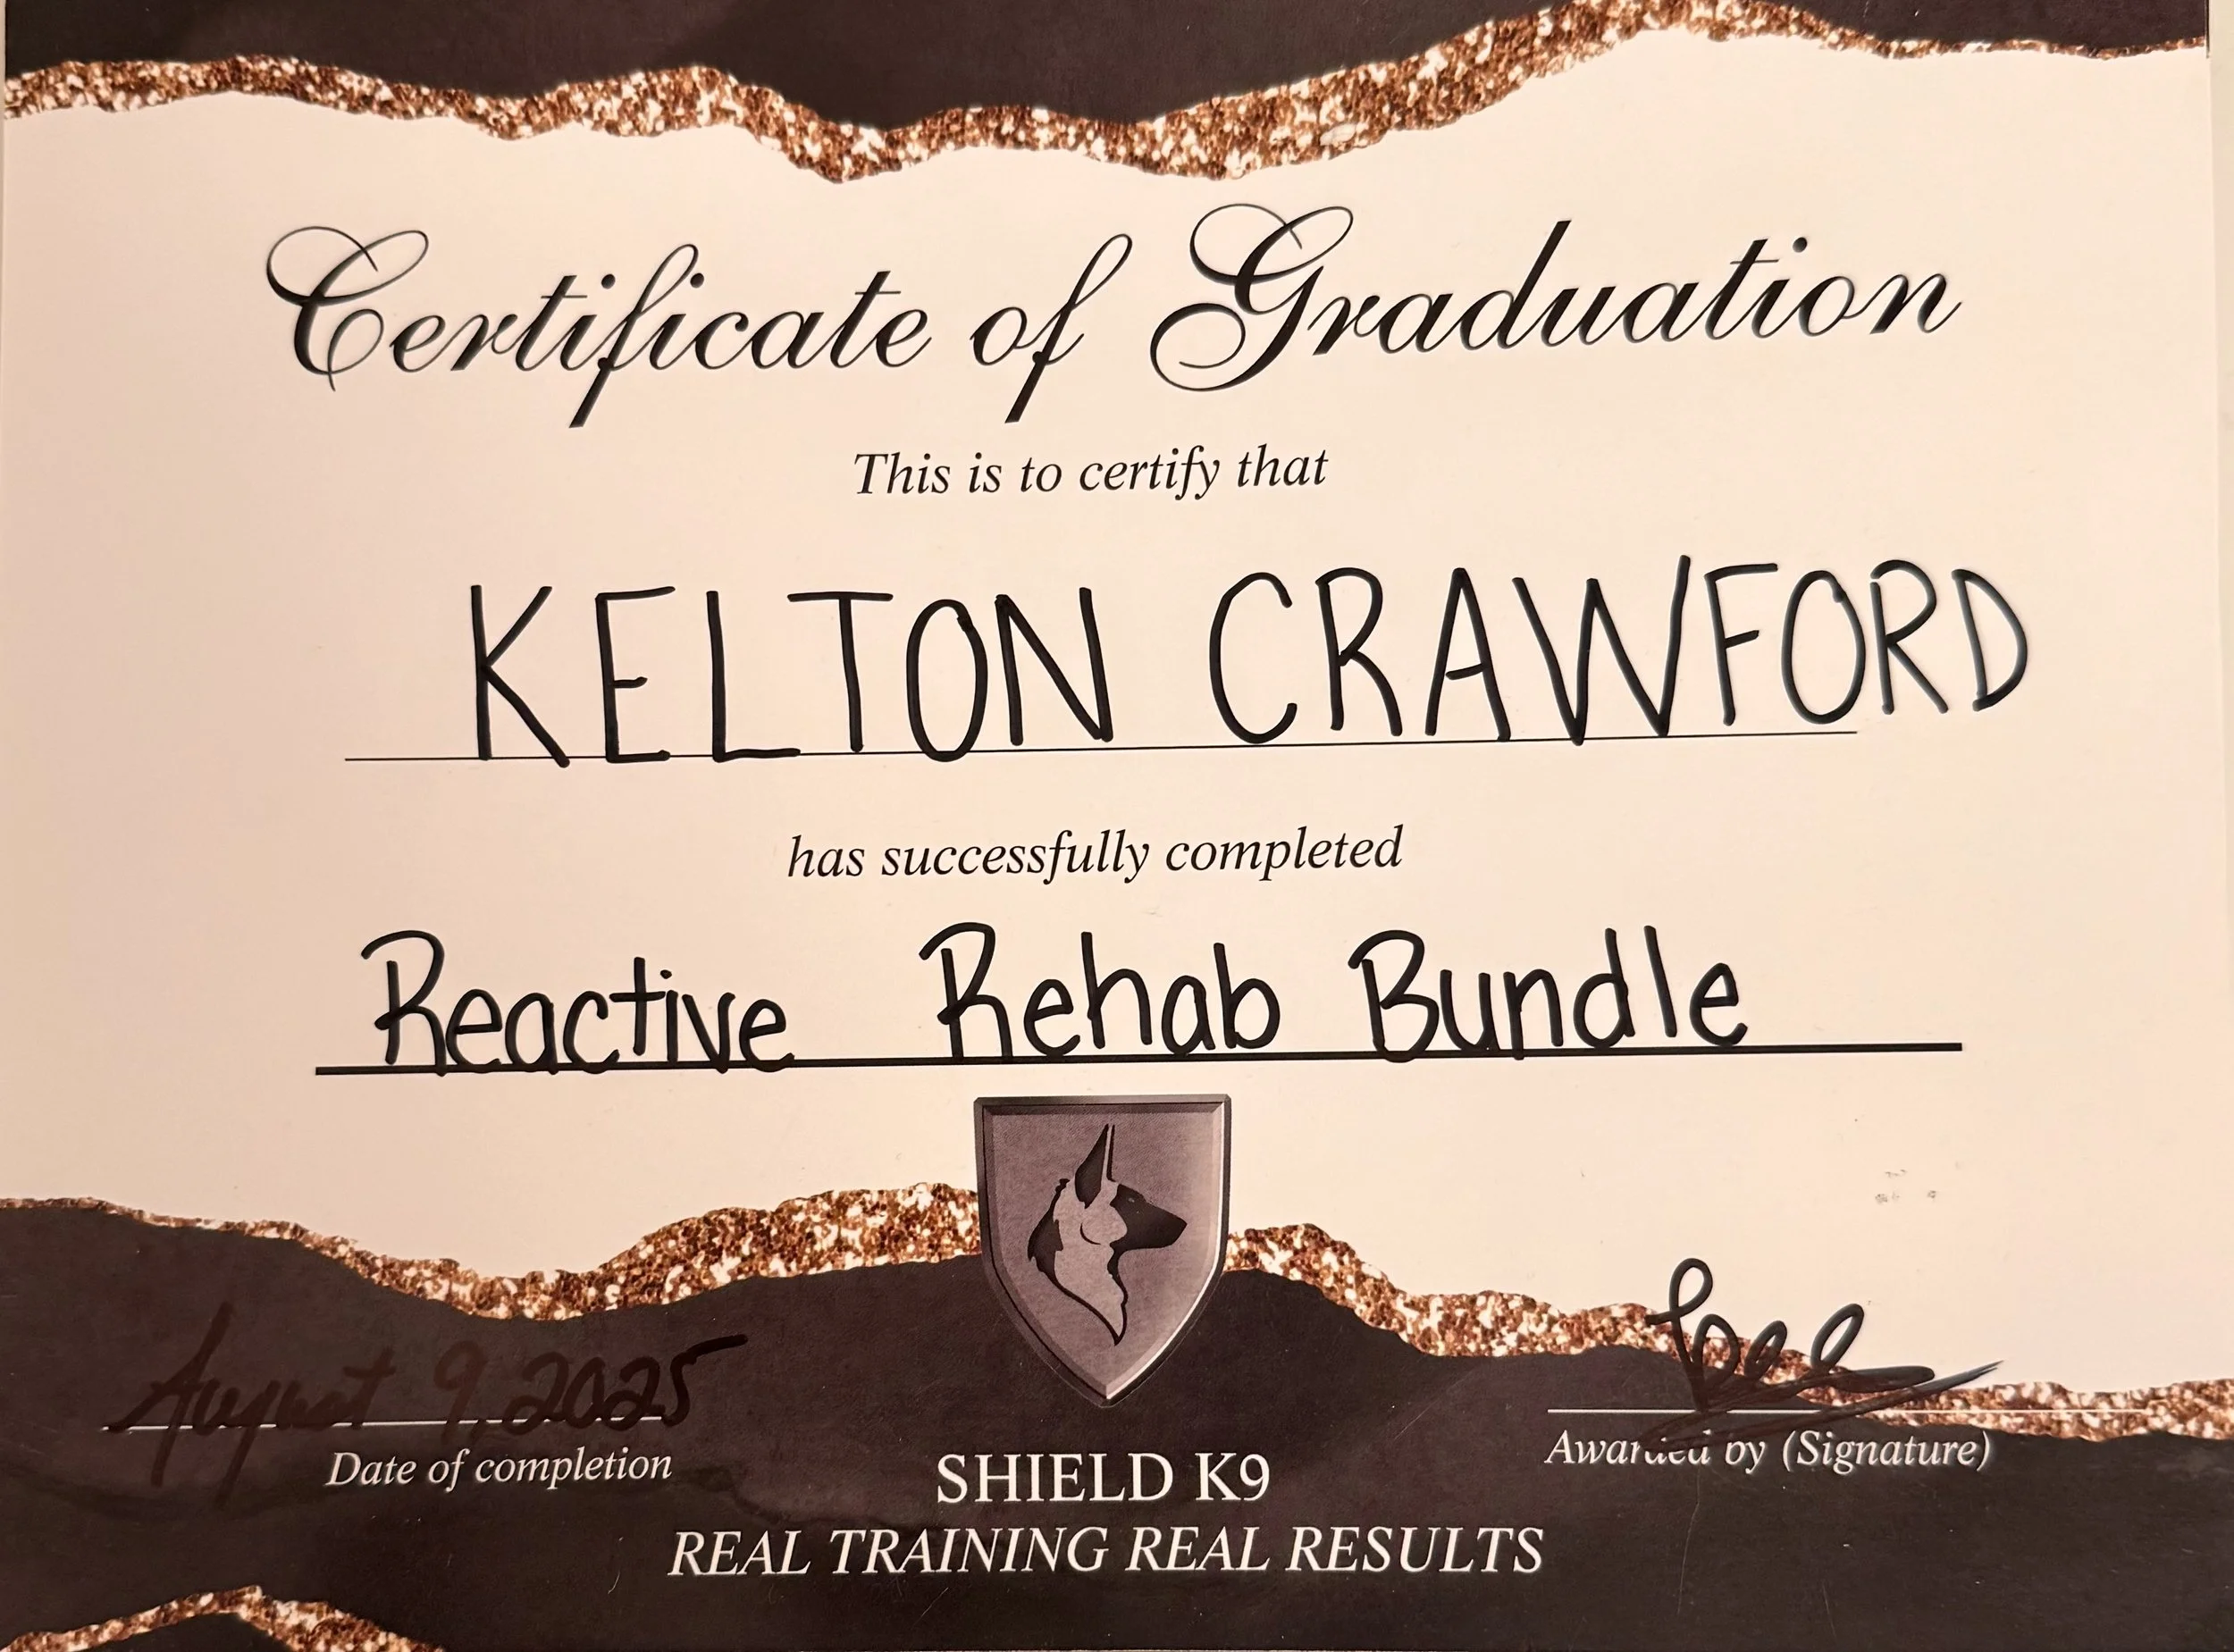 Certificate of Graduation
This is to certify that
KELTON CRAWFORD
has successfully completed
Reactive Rehab Bundle
August 9, 2025
Date of completion
Awarded by (Signature)
SHIELD K9
REAL TRAINING REAL RESULTS